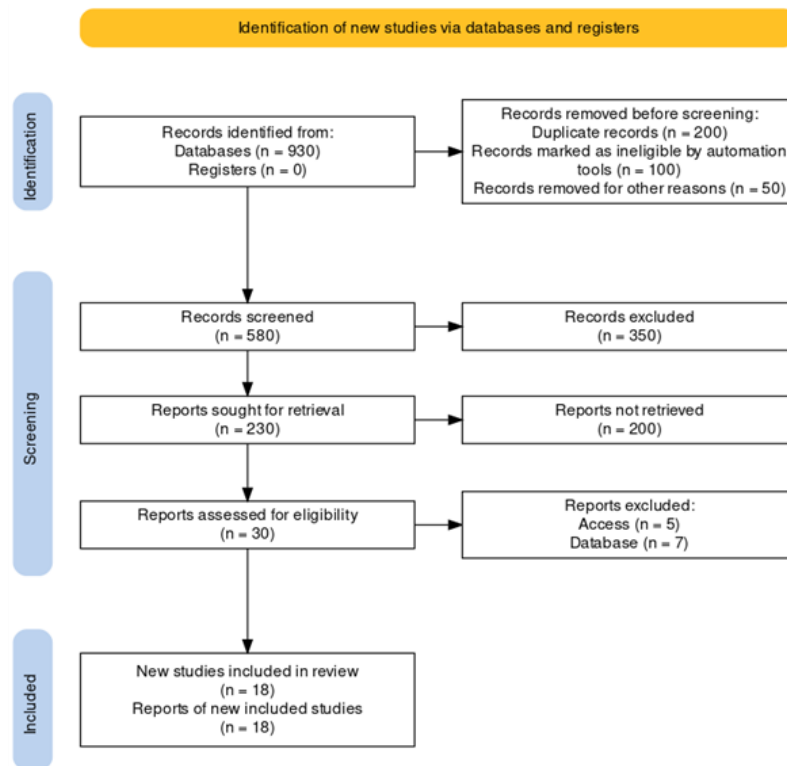 Identification of new studies via databases and registers
Identification
Records identified from:
Databases (n = 930)
Registers (n = 0)
Records removed before screening:
Duplicate records (n = 200)
Records marked as ineligible by automation
tools (n = 100)
Records removed for other reasons (n = 50)
Screening
Records screened
(n = 580)
Records excluded
(n = 350)
Reports sought for retrieval
(n = 230)
Reports not retrieved
(n = 200)
Reports assessed for eligibility
(n = 30)
Reports excluded:
Access (n = 5)
Database (n = 7)
Included
New studies included in review
(n = 18)
Reports of new included studies
(n = 18)